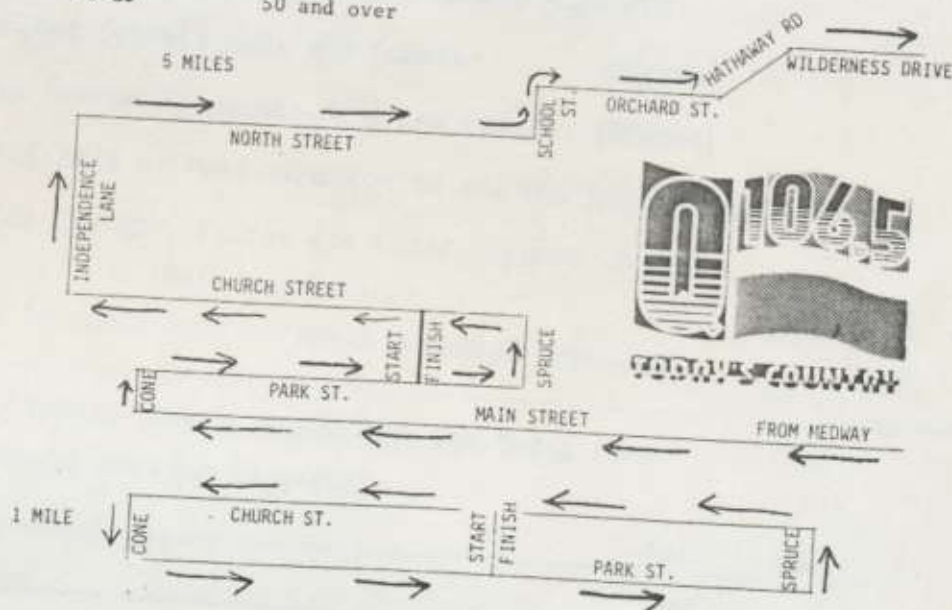 50 and over
5 MILES
HATHAWAY RD
WILDERNESS DRIVE
SCHOOL ST.
ORCHARD ST.
NORTH STREET
INDEPENDENCE LANE
Q 106.5
TODAY'S COUNTRY
CHURCH STREET
START
FINISH
SPRUCE
CONE
PARK ST.
MAIN STREET
FROM MEDWAY
1 MILE
CONE
CHURCH ST.
START
FINISH
PARK ST.
SPRUCE